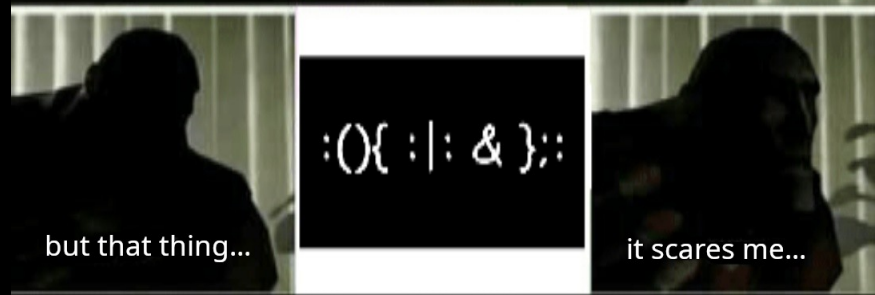 but that thing...
:(){ :|: & };:
it scares me...